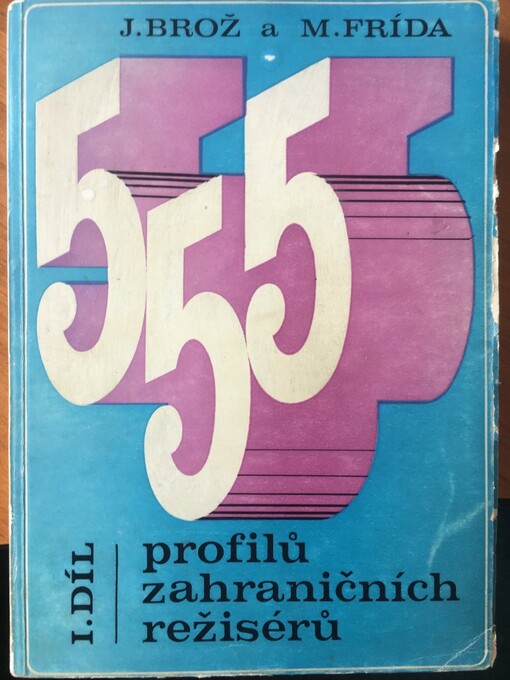 J. BROŽ a M. FRÍDA
555
I. DÍL
profilů
zahraničních
režisérů